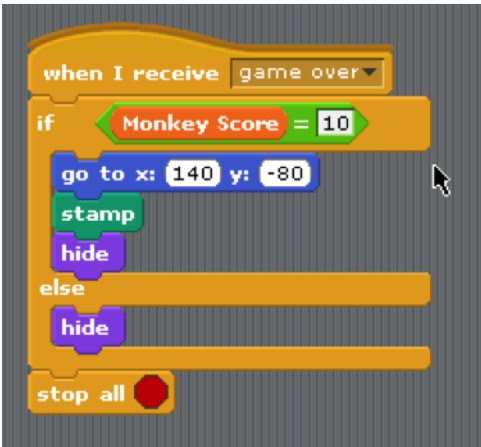 when I receive game over
if Monkey Score = 10
go to x: 140 y: -80
stamp
hide
else
hide
stop all